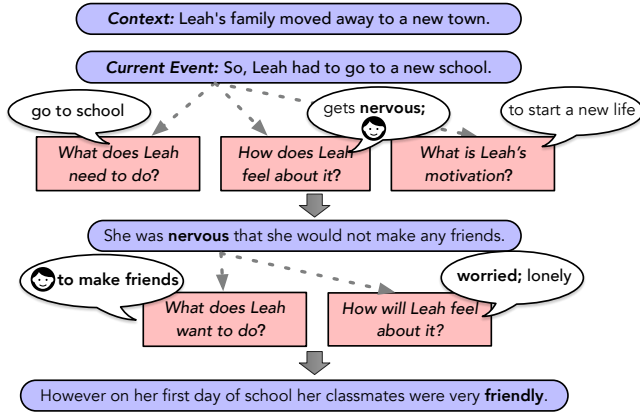 Context: Leah's family moved away to a new town.
Current Event: So, Leah had to go to a new school.
go to school
gets nervous;
to start a new life
What does Leah
need to do?
How does Leah
feel about it?
What is Leah's
motivation?
She was nervous that she would not make any friends.
to make friends
worried; lonely
What does Leah
want to do?
How will Leah feel
about it?
However on her first day of school her classmates were very friendly.